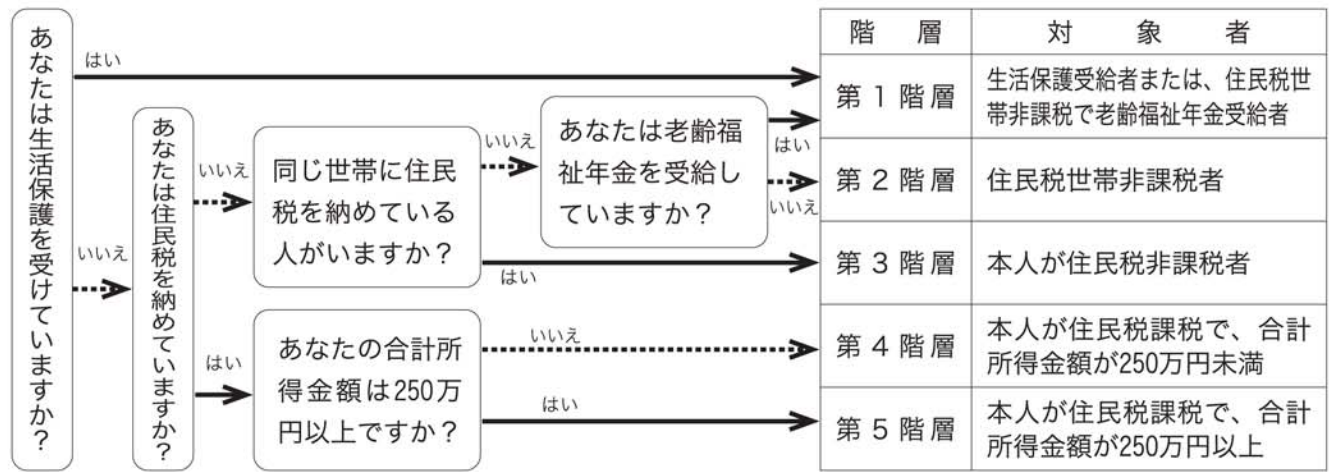 あなたは生活保護を受けていますか?
はい
いいえ
あなたは住民税を納めていますか?
いいえ
はい
同じ世帯に住民
税を納めている
人がいますか?
いいえ
はい
あなたは老齢福
祉年金を受給し
ていますか?
はい
いいえ
あなたの合計所
得金額は250万
円以上ですか?
いいえ
はい
階層 対象者
第1階層
生活保護受給者または、住民税世
帯非課税で老齢福祉年金受給者
第2階層 住民税世帯非課税者
第3階層 本人が住民税非課税者
第4階層
本人が住民税課税で、合計
所得金額が250万円未満
第5階層
本人が住民税課税で、合計
所得金額が250万円以上